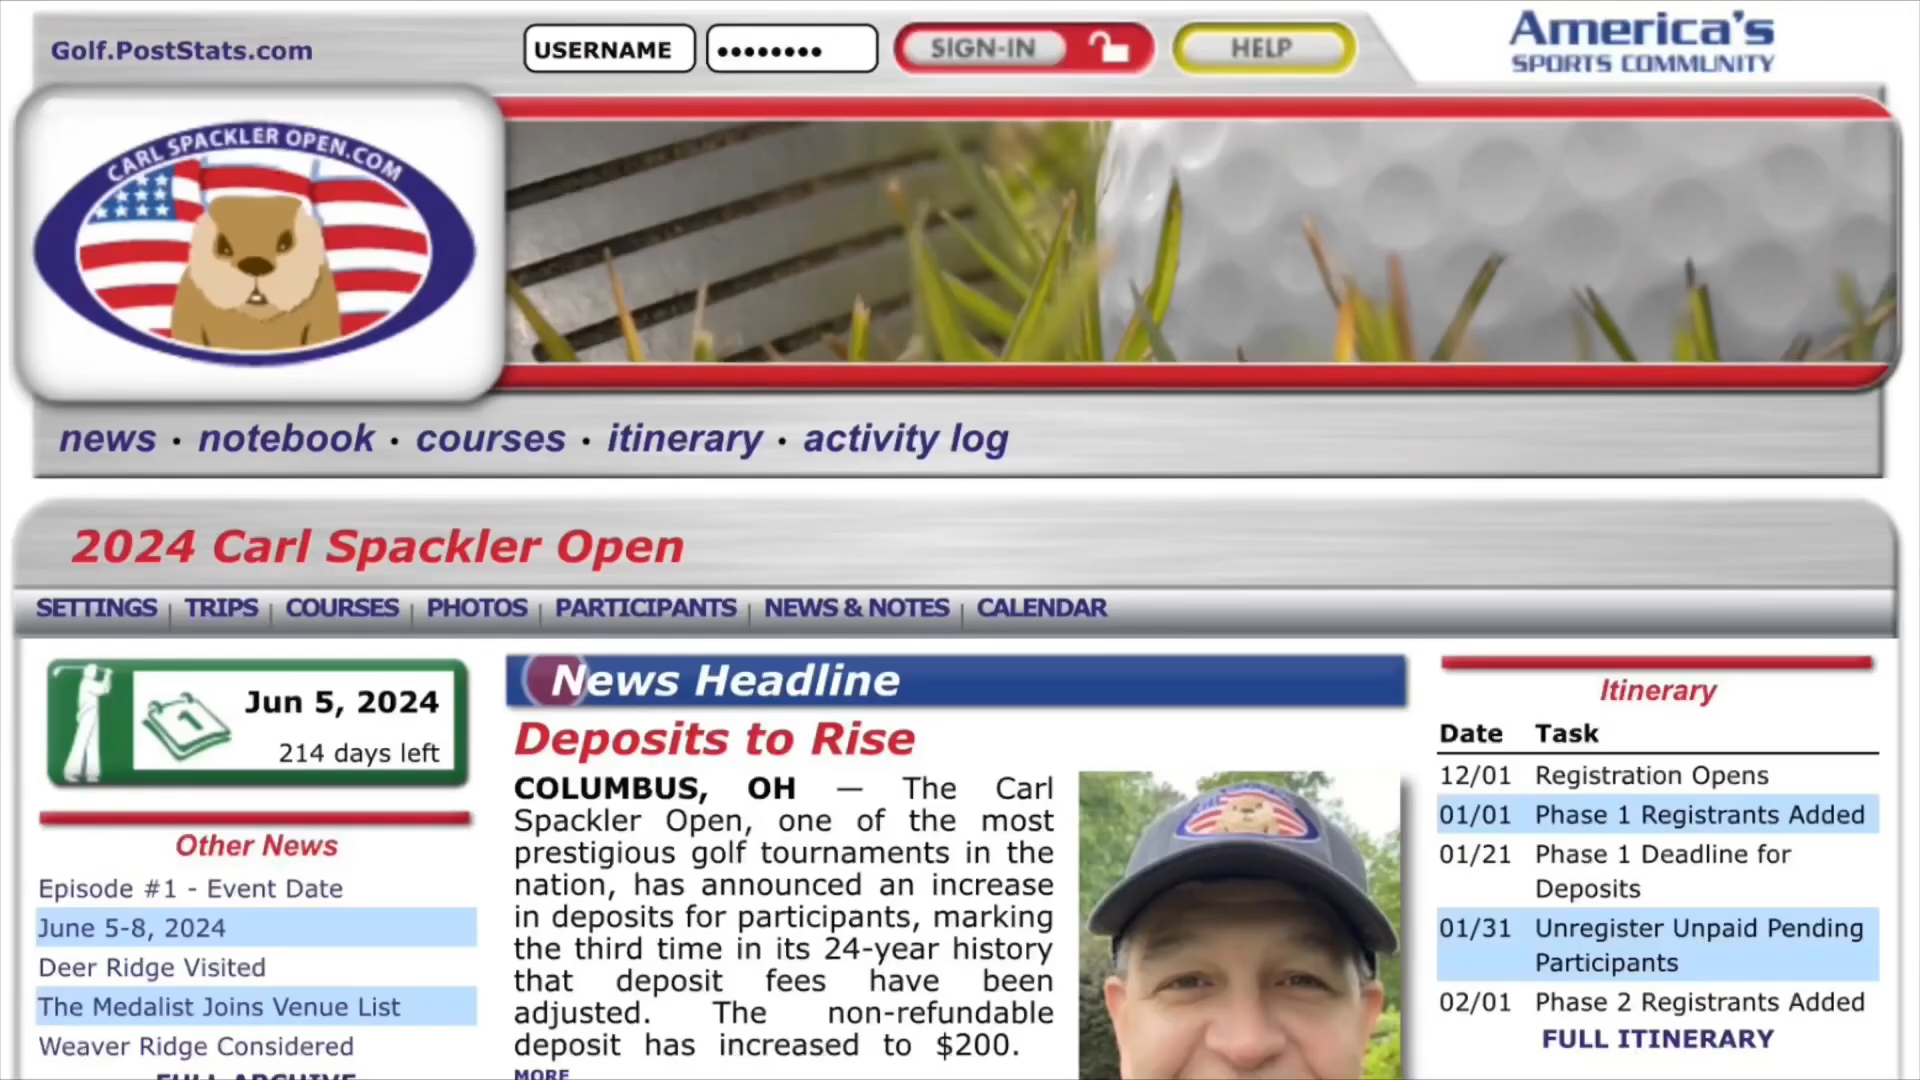 Golf.PostStats.com
USERNAME
SIGN-IN
HELP
America's
SPORTS COMMUNITY
CARL SPACKLER OPEN.COM
news · notebook · courses · itinerary · activity log
2024 Carl Spackler Open
SETTINGS | TRIPS | COURSES | PHOTOS | PARTICIPANTS | NEWS & NOTES | CALENDAR
1
Jun 5, 2024
214 days left
Other News
Episode #1 - Event Date
June 5-8, 2024
Deer Ridge Visited
The Medalist Joins Venue List
Weaver Ridge Considered
FULL ARCHIVE
News Headline
Deposits to Rise
COLUMBUS, OH — The Carl
Spackler Open, one of the most
prestigious golf tournaments in the
nation, has announced an increase
in deposits for participants, marking
the third time in its 24-year history
that deposit fees have been
adjusted. The non-refundable
deposit has increased to $200.
MORE
Itinerary
Date Task
12/01 Registration Opens
01/01 Phase 1 Registrants Added
01/21 Phase 1 Deadline for
Deposits
01/31 Unregister Unpaid Pending
Participants
02/01 Phase 2 Registrants Added
FULL ITINERARY